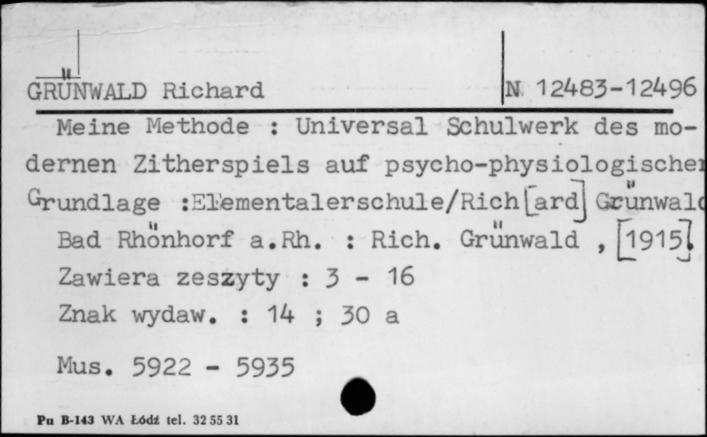 GRÜNWALD Richard
N 12483-12496
Meine Methode : Universal Schulwerk des mo-
dernen Zitherspiels auf psycho-physiologischer
Grundlage :Elementalerschule/Rich[ard] Grünwald
Bad Rhönhorf a.Rh. : Rich. Grünwald , [1915].
Zawiera zeszyty : 3 - 16
Znak wydaw. : 14 ; 30 a
Mus. 5922 - 5935
Pu B-143 WA Łódź tel. 32 55 31